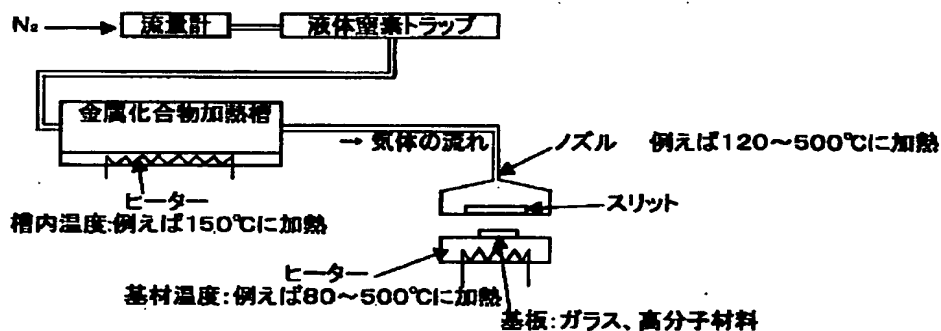 N₂
流量計
液体窒素トラップ
金属化合物加熱槽
→ 気体の流れ
ノズル 例えば120~500℃に加熱
スリット
ヒーター
槽内温度:例えば150℃に加熱
ヒーター
基材温度:例えば80~500℃に加熱
基板:ガラス、高分子材料